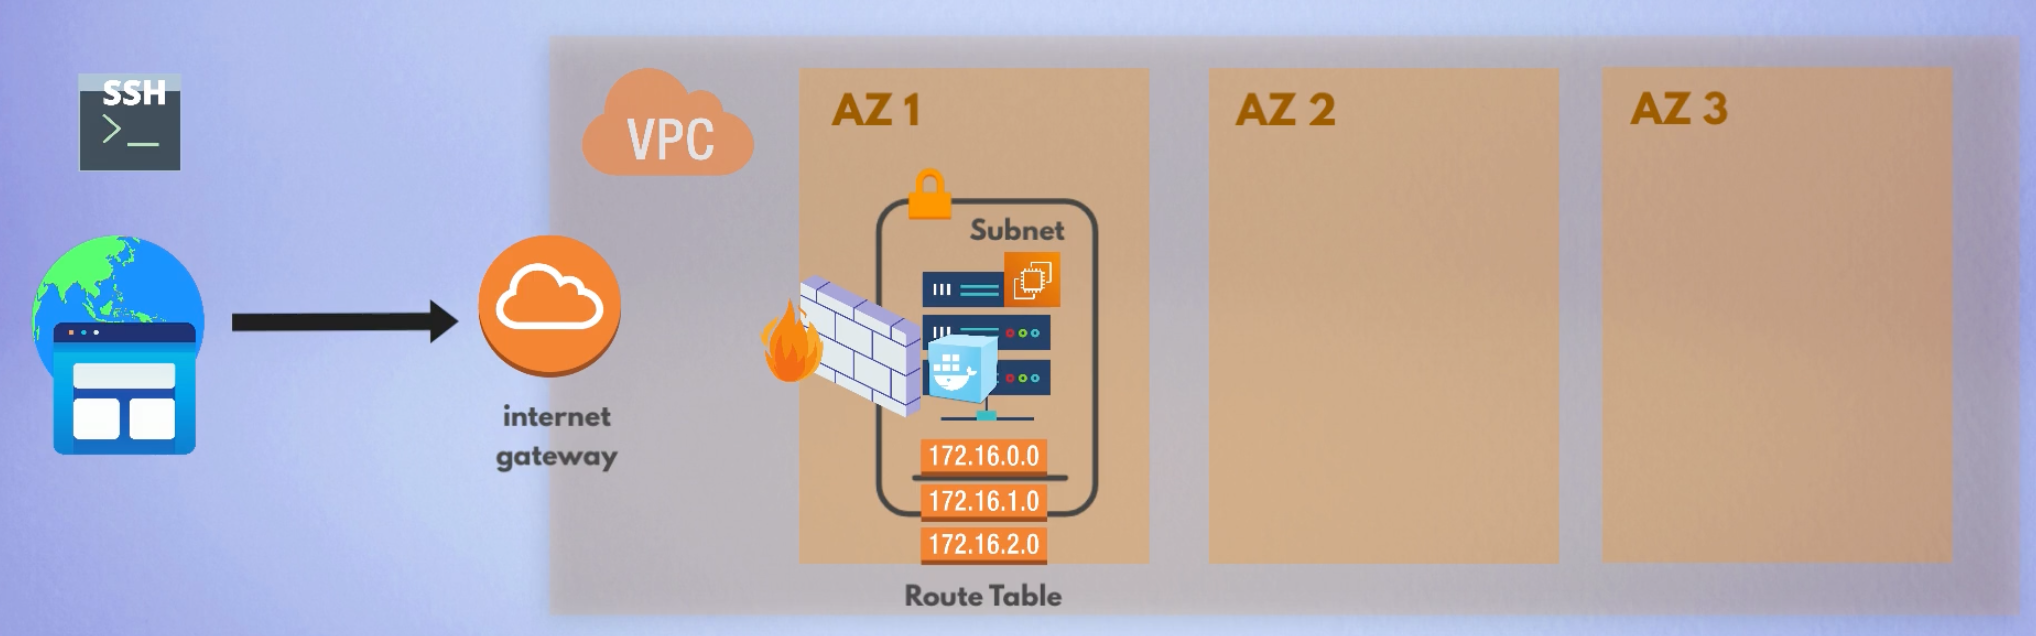 SSH
>_
VPC
AZ 1
AZ 2
AZ 3
Subnet
internet
gateway
172.16.0.0
172.16.1.0
172.16.2.0
Route Table